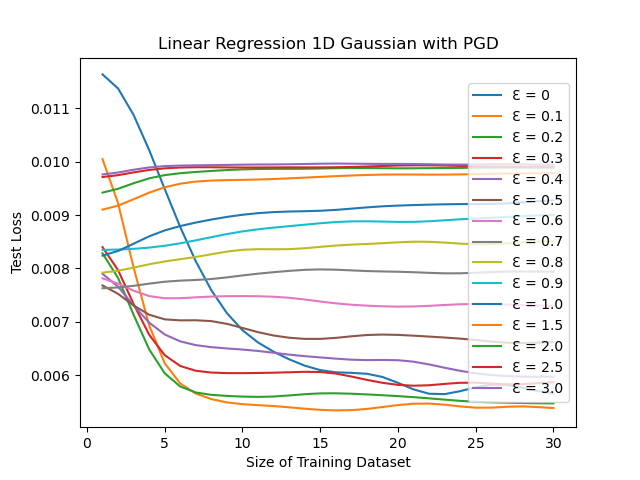 Linear Regression 1D Gaussian with PGD
Test Loss
0.011
0.010
0.009
0.008
0.007
0.006
0
5
10
15
20
25
30
Size of Training Dataset
Ɛ = 0
Ɛ = 0.1
Ɛ = 0.2
Ɛ = 0.3
Ɛ = 0.4
Ɛ = 0.5
Ɛ = 0.6
Ɛ = 0.7
Ɛ = 0.8
Ɛ = 0.9
Ɛ = 1.0
Ɛ = 1.5
Ɛ = 2.0
Ɛ = 2.5
Ɛ = 3.0